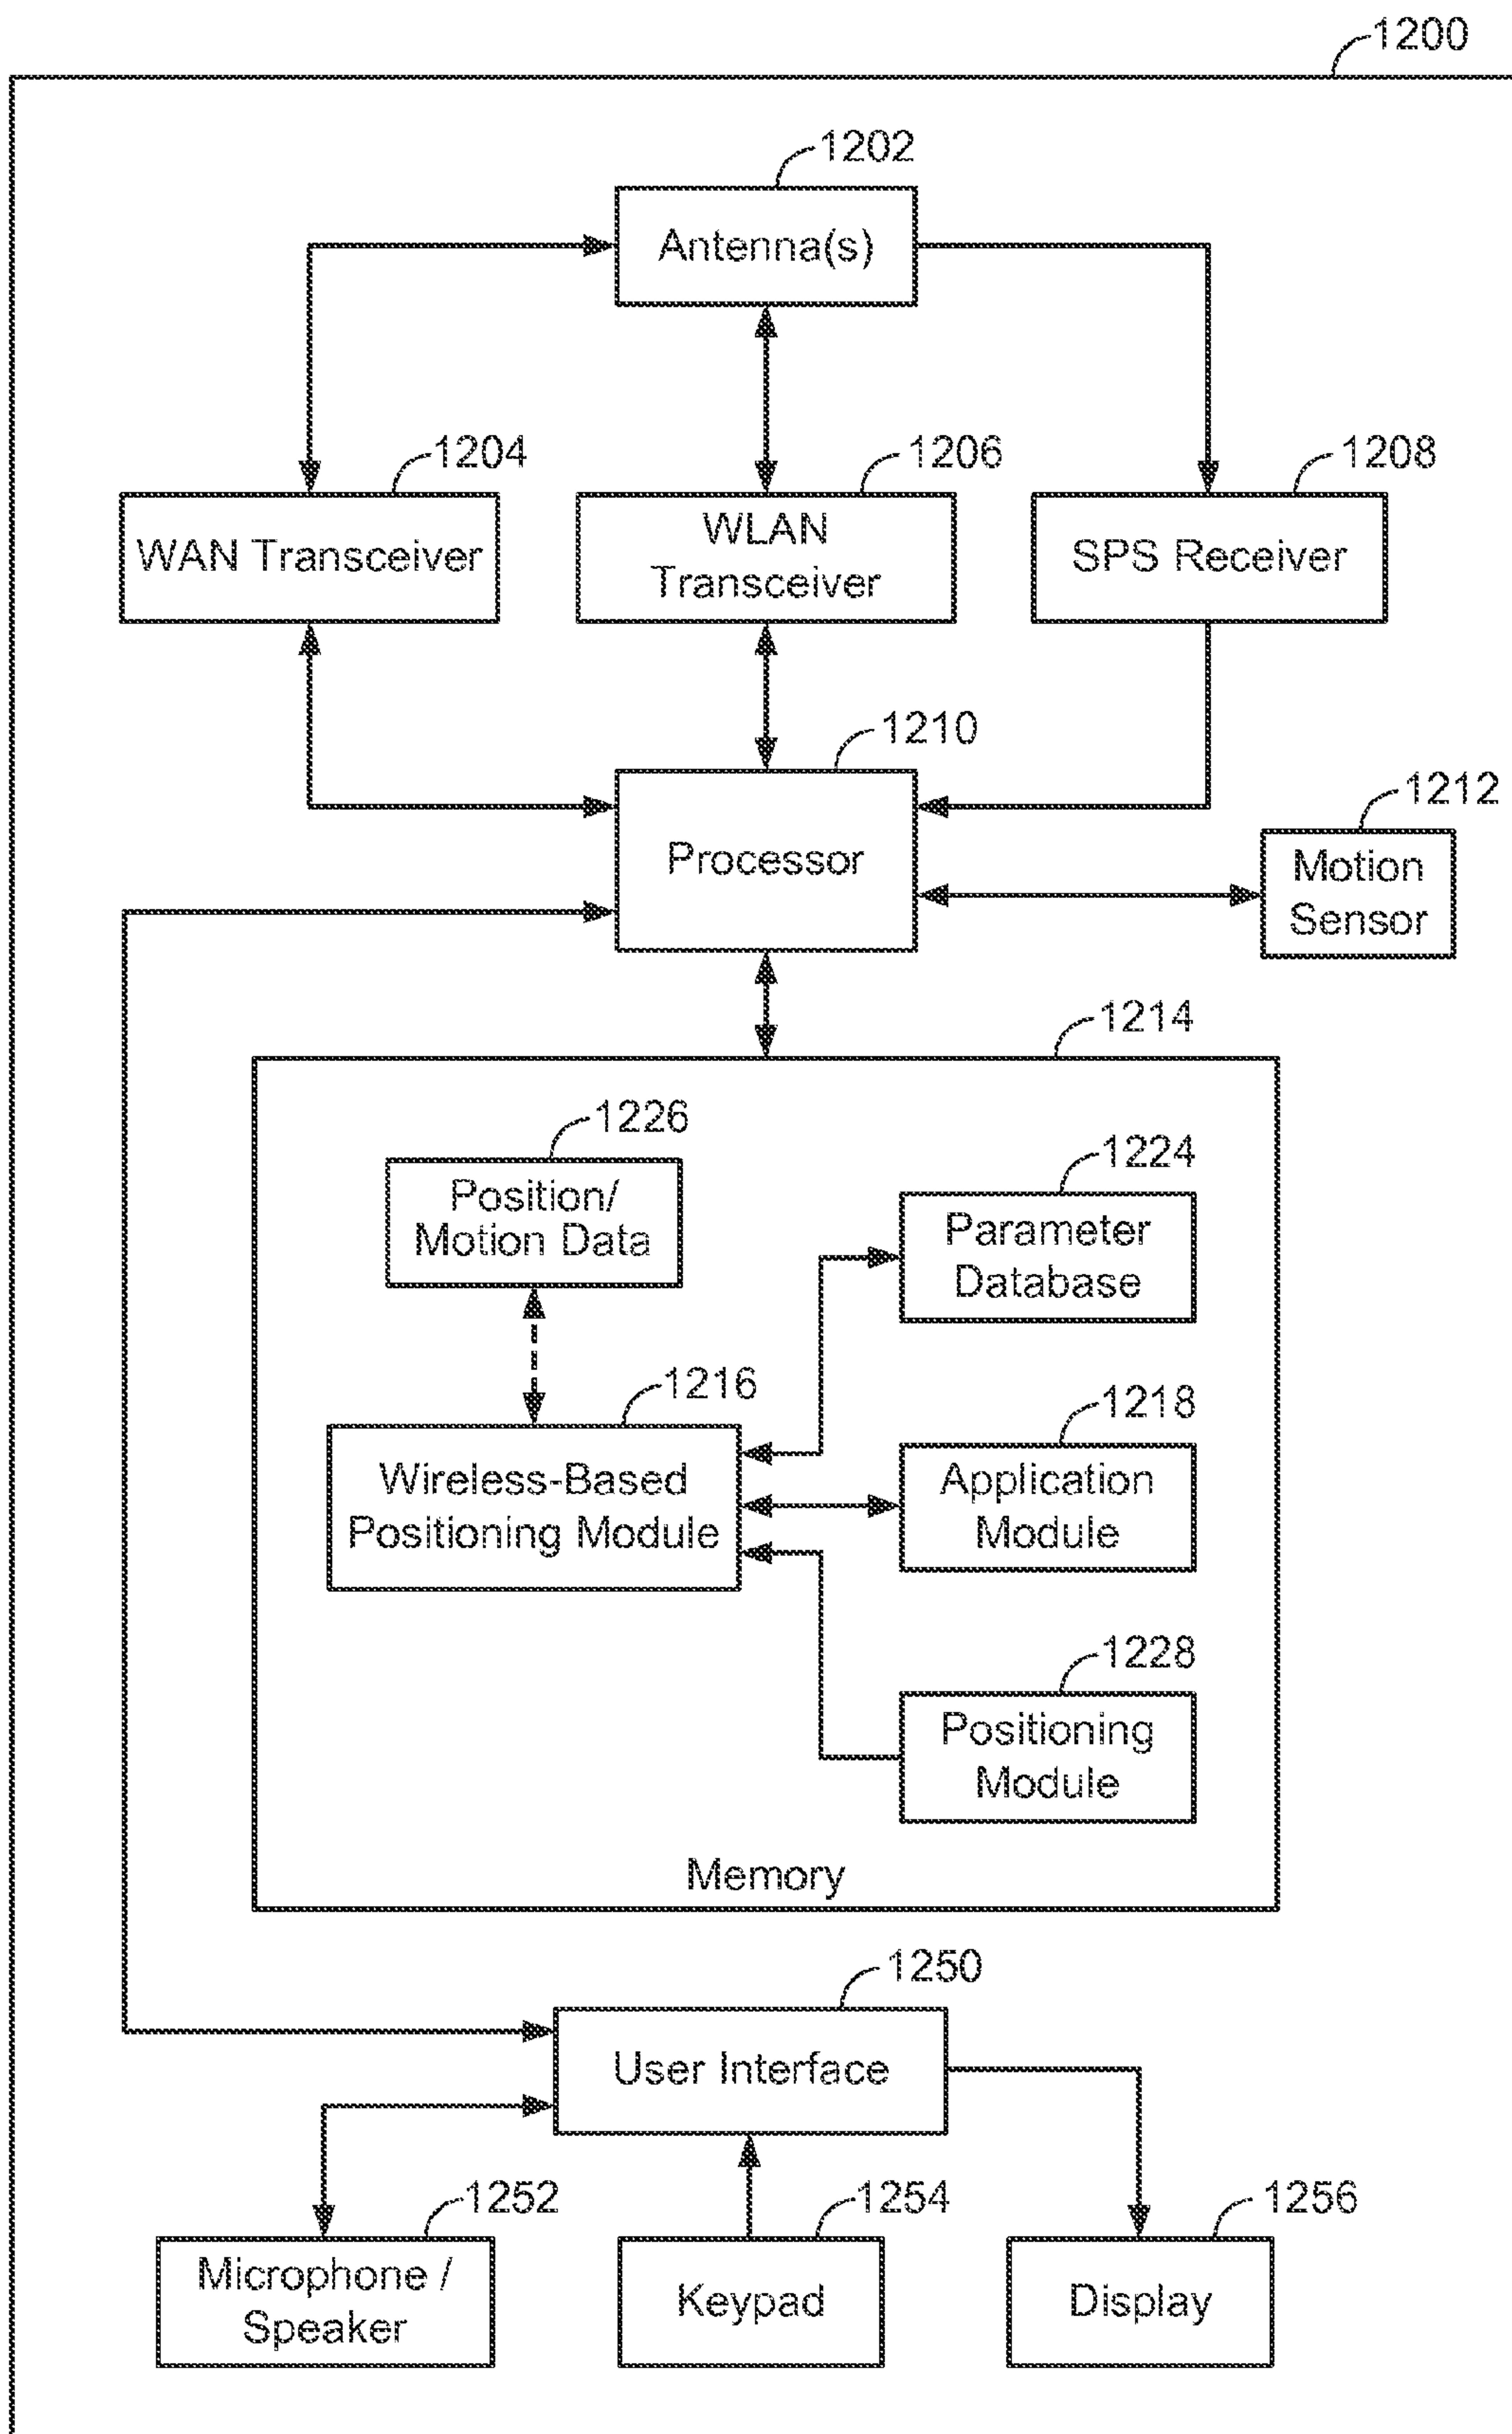 1200
1202
Antenna(s)
1204
1206
1208
WAN Transceiver
WLAN
Transceiver
SPS Receiver
1210
1212
Processor
Motion
Sensor
1214
1226
1224
Position/
Motion Data
Parameter
Database
1216
1218
Wireless-Based
Positioning Module
Application
Module
1228
Positioning
Module
Memory
1250
User Interface
1252
1254
1256
Microphone /
Speaker
Keypad
Display